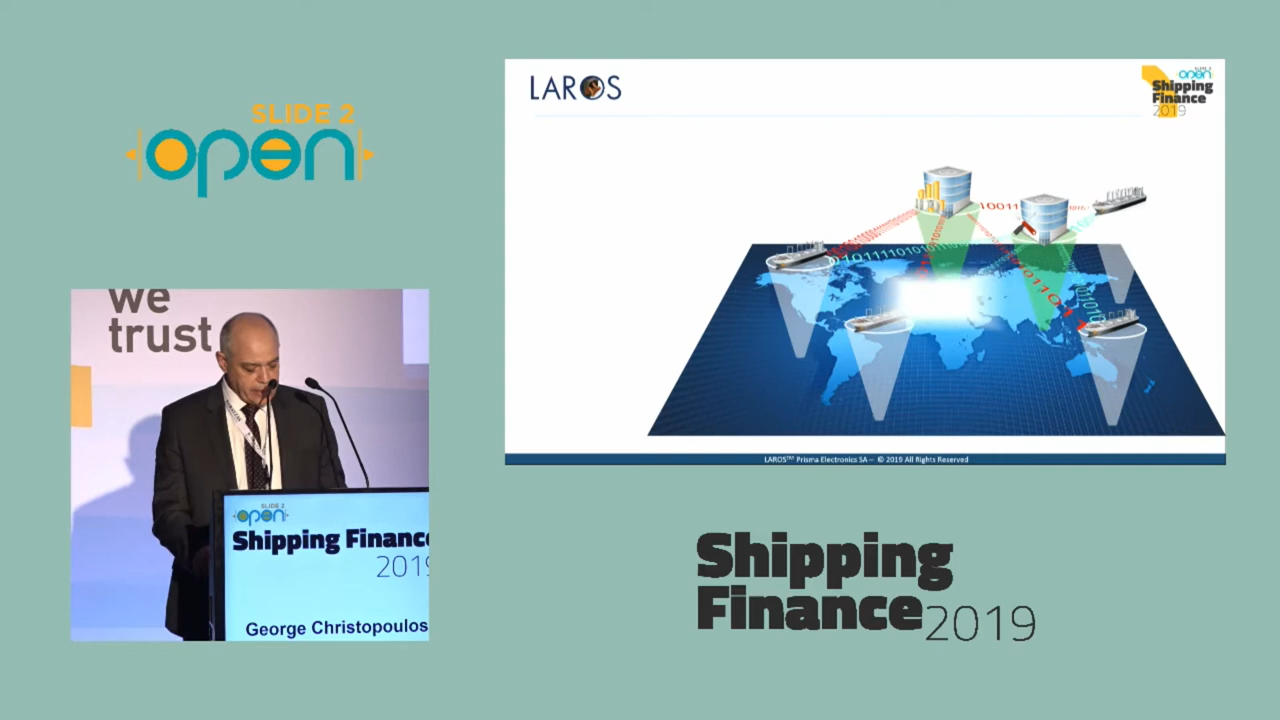 SLIDE 2
open
we
trust
SLIDE 2
open
Shipping Finance
2019
George Christopoulos
LAROS
open
Shipping
Finance
2019
10011
LAROS™ Prisma Electronics SA – © 2019 All Rights Reserved
Shipping
Finance 2019